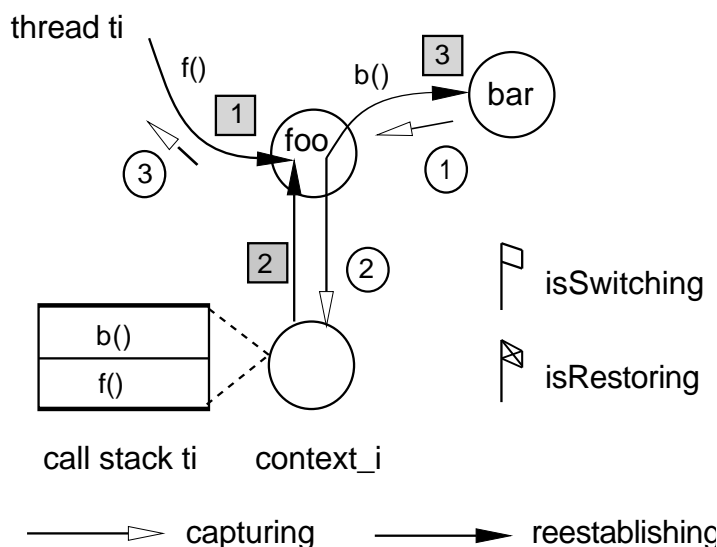 thread ti
f()
1
3
b()
3
bar
foo
1
2
2
isSwitching
b()
f()
isRestoring
call stack ti
context_i
capturing
reestablishing